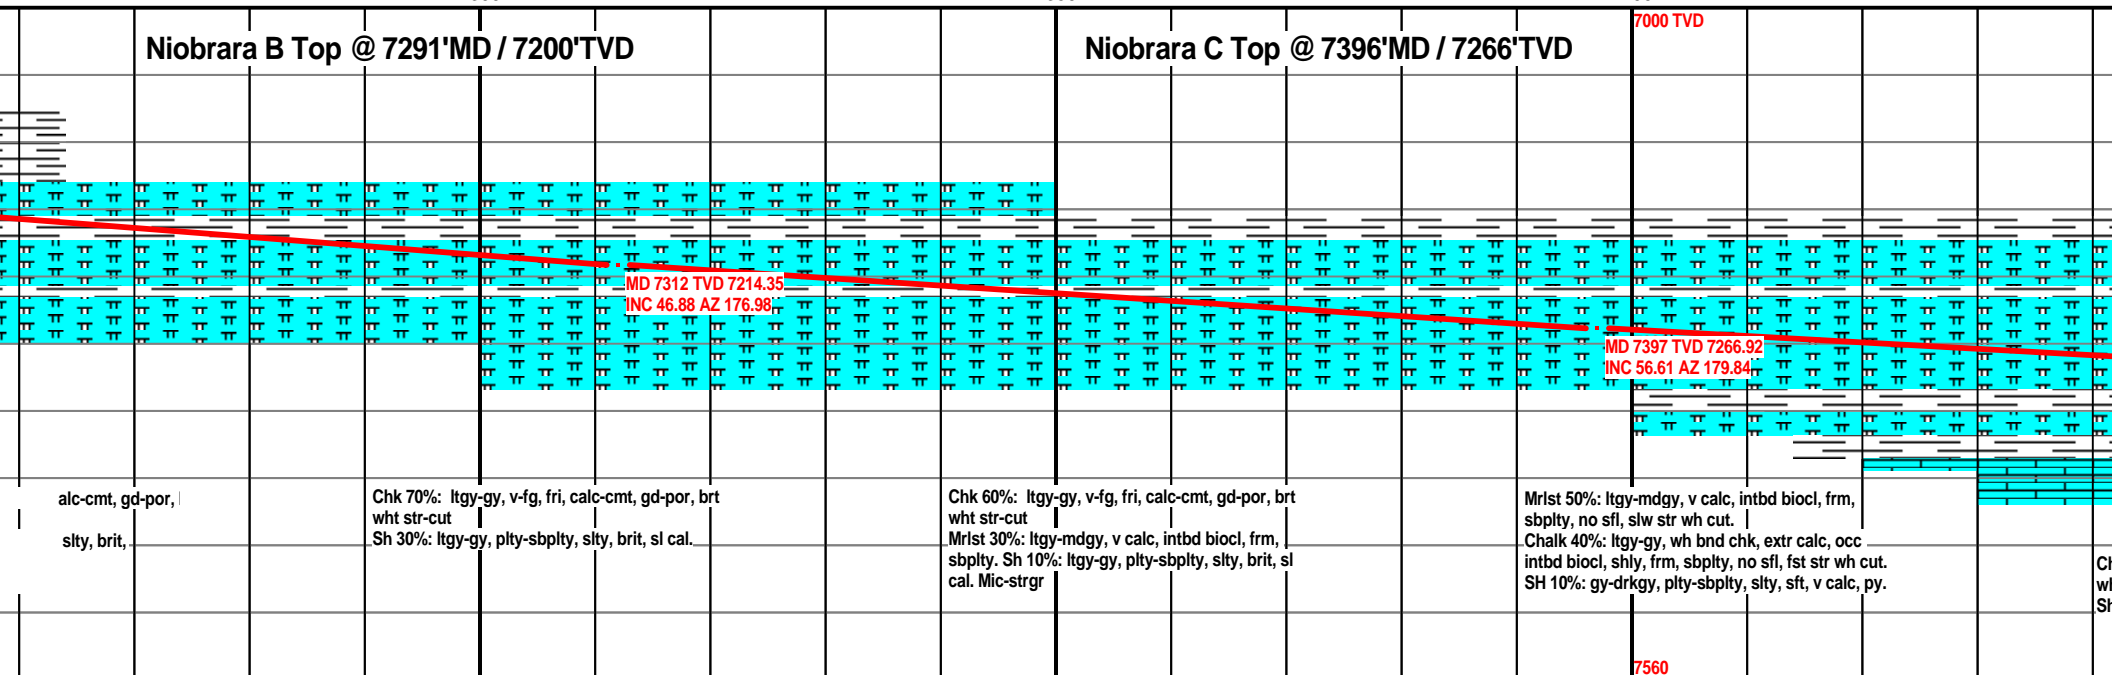 7000 TVD
Niobrara B Top @ 7291'MD / 7200'TVD
Niobrara C Top @ 7396'MD / 7266'TVD
MD 7312 TVD 7214.35
INC 46.88 AZ 176.98
MD 7397 TVD 7266.92
INC 56.61 AZ 179.84
alc-cmt, gd-por,
slty, brit,
Chk 70%: ltgy-gy, v-fg, fri, calc-cmt, gd-por, brt
wht str-cut
Sh 30%: ltgy-gy, plty-sbplty, slty, brit, sl cal.
Chk 60%: ltgy-gy, v-fg, fri, calc-cmt, gd-por, brt
wht str-cut
Mrlst 30%: ltgy-mdgy, v calc, intbd biocl, frm,
sbplty. Sh 10%: ltgy-gy, plty-sbplty, slty, brit, sl
cal. Mic-strgr
Mrlst 50%: ltgy-mdgy, v calc, intbd biocl, frm,
sbplty, no sfl, slw str wh cut.
Chalk 40%: ltgy-gy, wh bnd chk, extr calc, occ
intbd biocl, shly, frm, sbplty, no sfl, fst str wh cut.
SH 10%: gy-drkgy, plty-sbplty, slty, sft, v calc, py.
Sh
7560